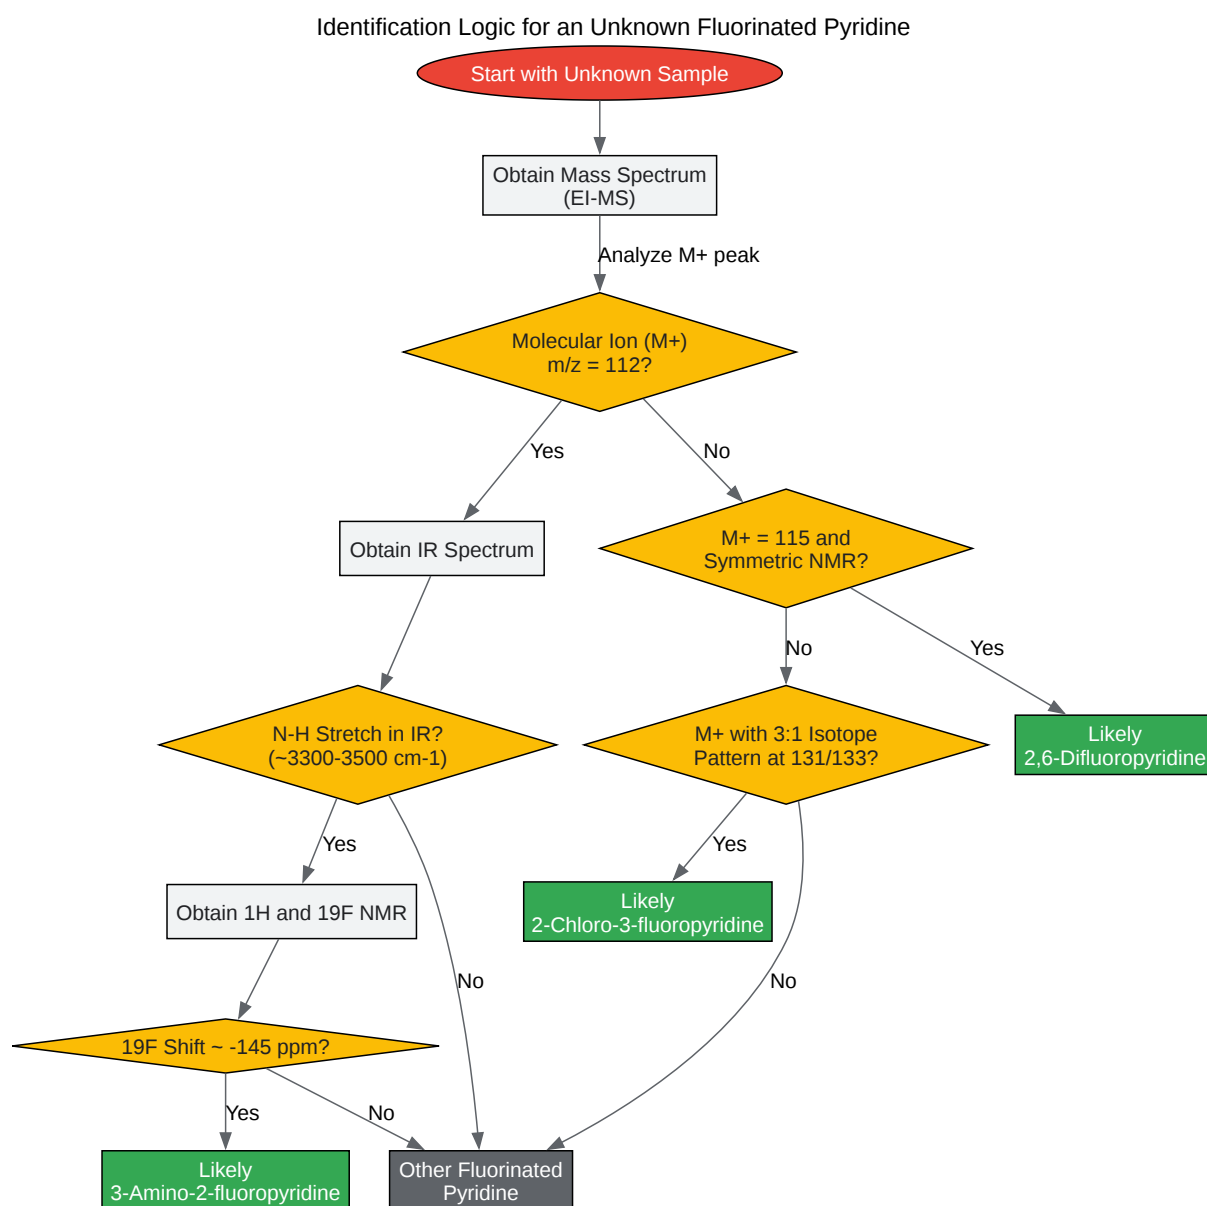 Identification Logic for an Unknown Fluorinated Pyridine
Start with Unknown Sample
Obtain Mass Spectrum
(EI-MS)
Analyze M+ peak
Molecular Ion (M+)
m/z = 112?
Yes
No
Obtain IR Spectrum
M+ = 115 and
Symmetric NMR?
No
Yes
N-H Stretch in IR?
(~3300-3500 cm-1)
M+ with 3:1 Isotope
Pattern at 131/133?
Likely
2,6-Difluoropyridine
Yes
Yes
Obtain 1H and 19F NMR
Likely
2-Chloro-3-fluoropyridine
No
No
19F Shift ~ -145 ppm?
Yes
No
Likely
3-Amino-2-fluoropyridine
Other Fluorinated
Pyridine